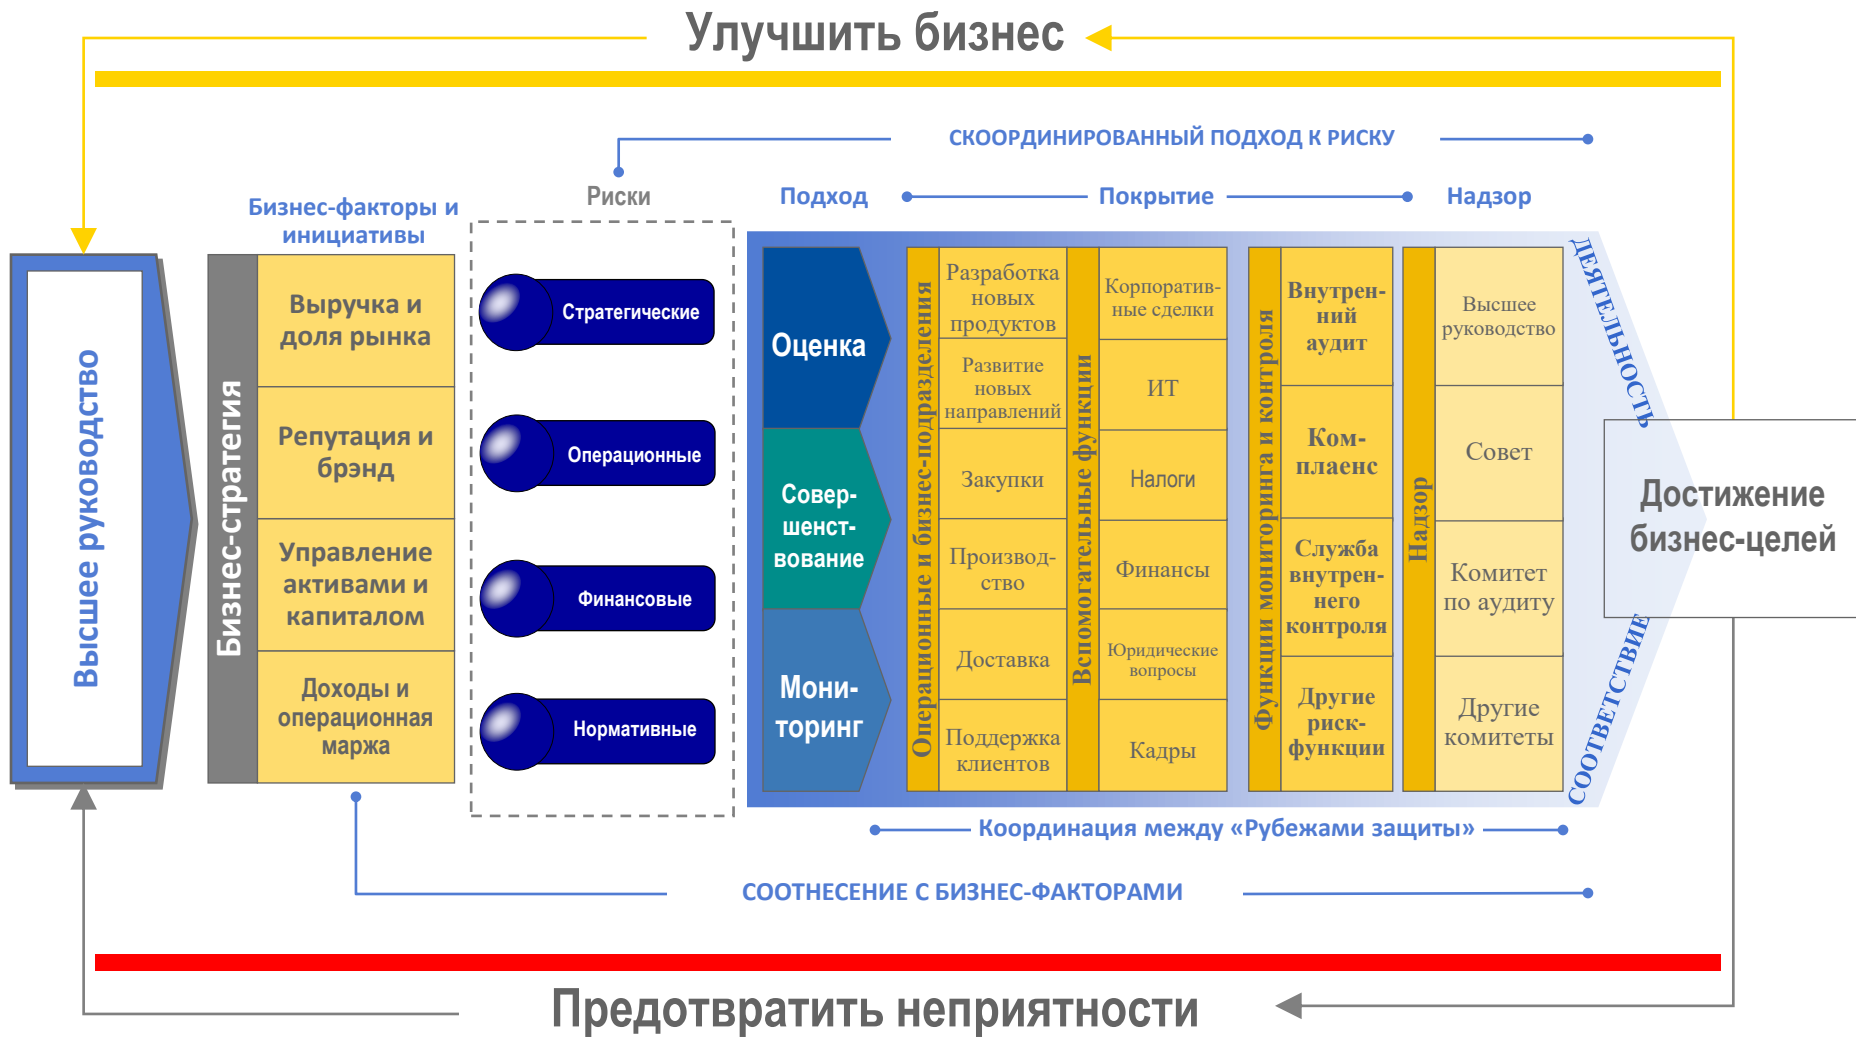 Улучшить бизнес
СКООРДИНИРОВАННЫЙ ПОДХОД К РИСКУ
Бизнес-факторы и
инициативы
Риски
Подход
Покрытие
Надзор
Высшее руководство
Бизнес-стратегия
Выручка и
доля рынка
Репутация и
брэнд
Управление
активами и
капиталом
Доходы и
операционная
маржа
Стратегические
Операционные
Финансовые
Нормативные
Оценка
Совер-
шенст-
вование
Мони-
торинг
Операционные и бизнес-подразделения
Разработка
новых
продуктов
Развитие
новых
направлений
Закупки
Производ-
ство
Доставка
Поддержка
клиентов
Вспомогательные функции
Корпоратив-
ные сделки
ИТ
Налоги
Финансы
Юридические
вопросы
Кадры
Функции мониторинга и контроля
Внутрен-
ний
аудит
Ком-
плаенс
Служба
внутрен-
него
контроля
Другие
риск-
функции
Надзор
Высшее
руководство
Совет
Комитет
по аудиту
Другие
комитеты
ДЕЯТЕЛЬНОСТЬ
СООТВЕТСТВИЕ
Достижение
бизнес-целей
Координация между «Рубежами защиты»
СООТНЕСЕНИЕ С БИЗНЕС-ФАКТОРАМИ
Предотвратить неприятности